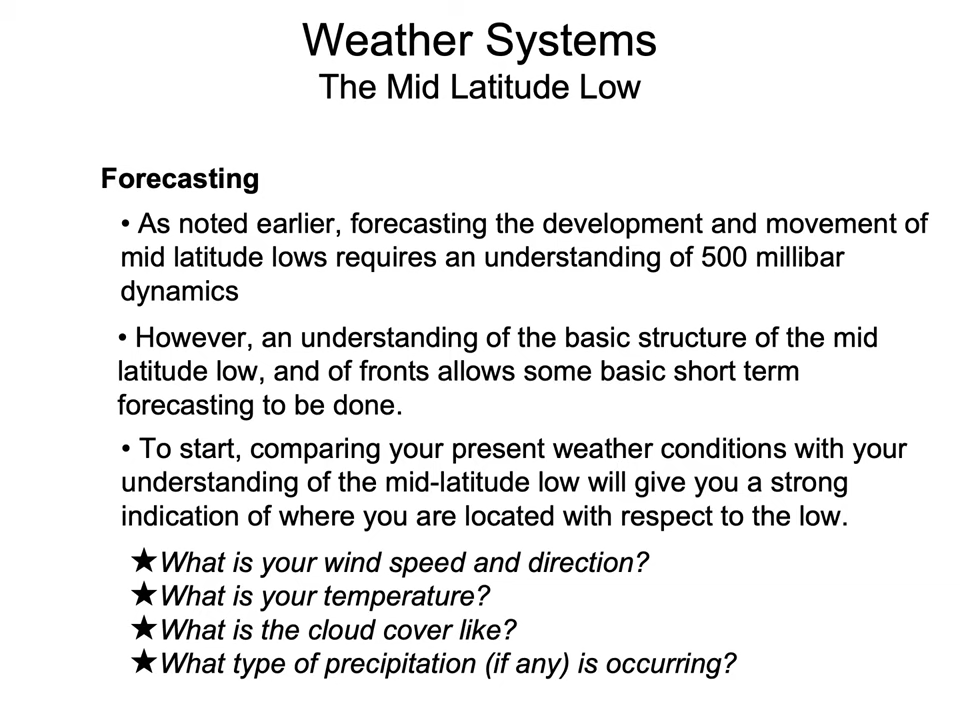 Weather Systems
The Mid Latitude Low
Forecasting
• As noted earlier, forecasting the development and movement of
mid latitude lows requires an understanding of 500 millibar
dynamics
• However, an understanding of the basic structure of the mid
latitude low, and of fronts allows some basic short term
forecasting to be done.
• To start, comparing your present weather conditions with your
understanding of the mid-latitude low will give you a strong
indication of where you are located with respect to the low.
★What is your wind speed and direction?
★What is your temperature?
★What is the cloud cover like?
★What type of precipitation (if any) is occurring?